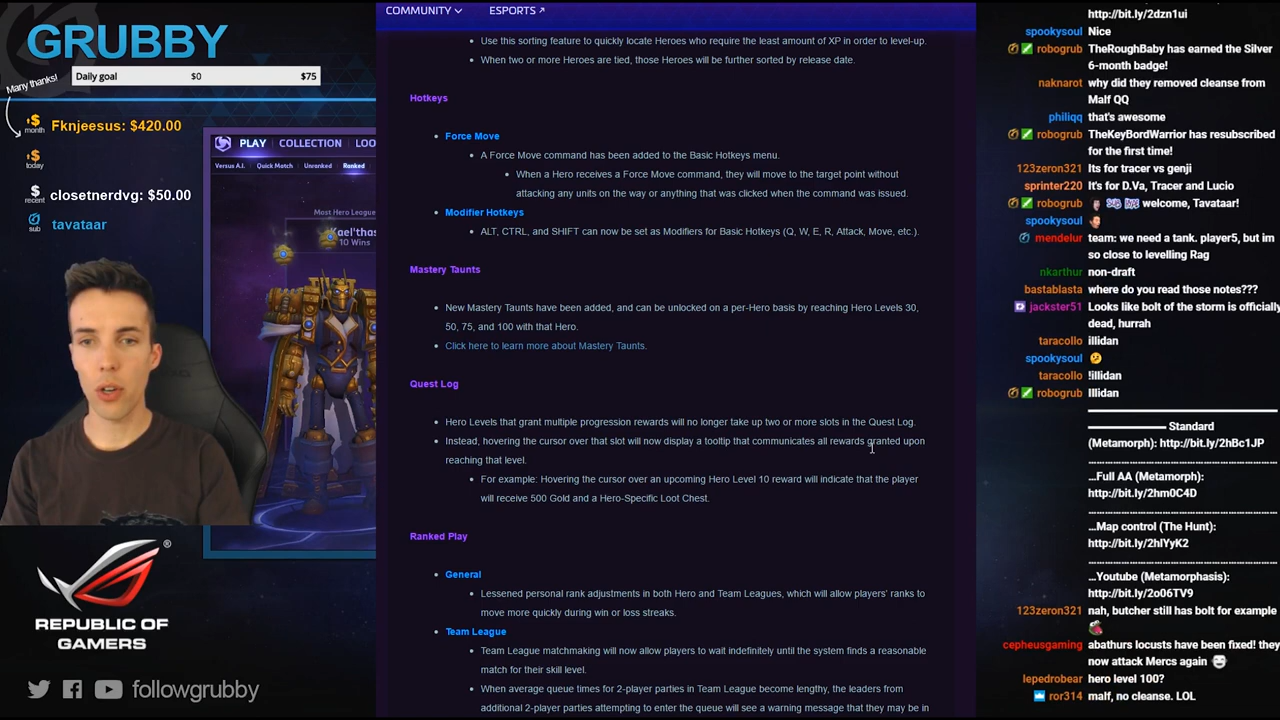 GRUBBY
Daily goal $0 $75
Many thanks!
month
Fknjeesus: $420.00
today
recent
closetnerdvg: $50.00
sub
tavataar
PLAY COLLECTION LOO
Versus A.I. Quick Match Unranked Ranked
Most Hero League
Kael'thas
10 Wins
REPUBLIC OF
GAMERS
followgrubby
COMMUNITY ESPORTS
Use this sorting feature to quickly locate Heroes who require the least amount of XP in order to level-up.
When two or more Heroes are tied, those Heroes will be further sorted by release date.
Hotkeys
Force Move
A Force Move command has been added to the Basic Hotkeys menu.
When a Hero receives a Force Move command, they will move to the target point without
attacking any units on the way or anything that was clicked when the command was issued.
Modifier Hotkeys
ALT, CTRL, and SHIFT can now be set as Modifiers for Basic Hotkeys (Q, W, E, R, Attack, Move, etc.).
Mastery Taunts
New Mastery Taunts have been added, and can be unlocked on a per-Hero basis by reaching Hero Levels 30,
50, 75, and 100 with that Hero.
Click here to learn more about Mastery Taunts.
Quest Log
Hero Levels that grant multiple progression rewards will no longer take up two or more slots in the Quest Log.
Instead, hovering the cursor over that slot will now display a tooltip that communicates all rewards granted upon
reaching that level.
For example: Hovering the cursor over an upcoming Hero Level 10 reward will indicate that the player
will receive 500 Gold and a Hero-Specific Loot Chest.
Ranked Play
General
Lessened personal rank adjustments in both Hero and Team Leagues, which will allow players' ranks to
move more quickly during win or loss streaks.
Team League
Team League matchmaking will now allow players to wait indefinitely until the system finds a reasonable
match for their skill level.
When average queue times for 2-player parties in Team League become lengthy, the leaders from
additional 2-player parties attempting to enter the queue will see a warning message that they may be in
http://bit.ly/2dzn1ui
spookysoul Nice
robogrub TheRoughBaby has earned the Silver
6-month badge!
naknarot why did they removed cleanse from
Malf QQ
philiqq that's awesome
robogrub TheKeyBordWarrior has resubscribed
for the first time!
123zeron321 Its for tracer vs genji
sprinter220 It's for D.Va, Tracer and Lucio
robogrub welcome, Tavataar!
spookysoul
mendelur team: we need a tank. player5, but im
so close to levelling Rag
nkarthur non-draft
bastablasta where do you read those notes???
jackster51 Looks like bolt of the storm is officially
dead, hurrah
taracollo illidan
spookysoul
taracollo !illidan
robogrub Illidan
Standard
(Metamorph): http://bit.ly/2hBc1JP
...Full AA (Metamorph):
http://bit.ly/2hm0C4D
...Map control (The Hunt):
http://bit.ly/2hlYyK2
...Youtube (Metamorphasis):
http://bit.ly/2o06TV9
123zeron321 nah, butcher still has bolt for example
cepheusgaming abathurs locusts have been fixed! they
now attack Mercs again
lepedrobear hero level 100?
ror314 malf, no cleanse. LOL